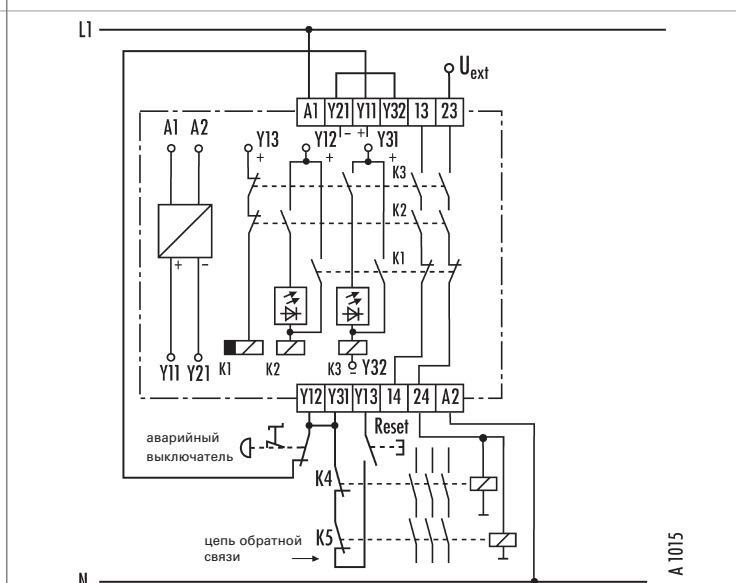 L1
Uext
A1 Y21 Y11 Y32 13 23
− +
A1 A2 Y13 Y12 Y31
+ + +
K3
K2
K1
+ −
Y11 Y21 K1 K2 K3 Y32
−
Y12 Y31 Y13 14 24 A2
Reset
аварийный
выключатель
K4
K5
цепь обратной
связи
A 1015
N